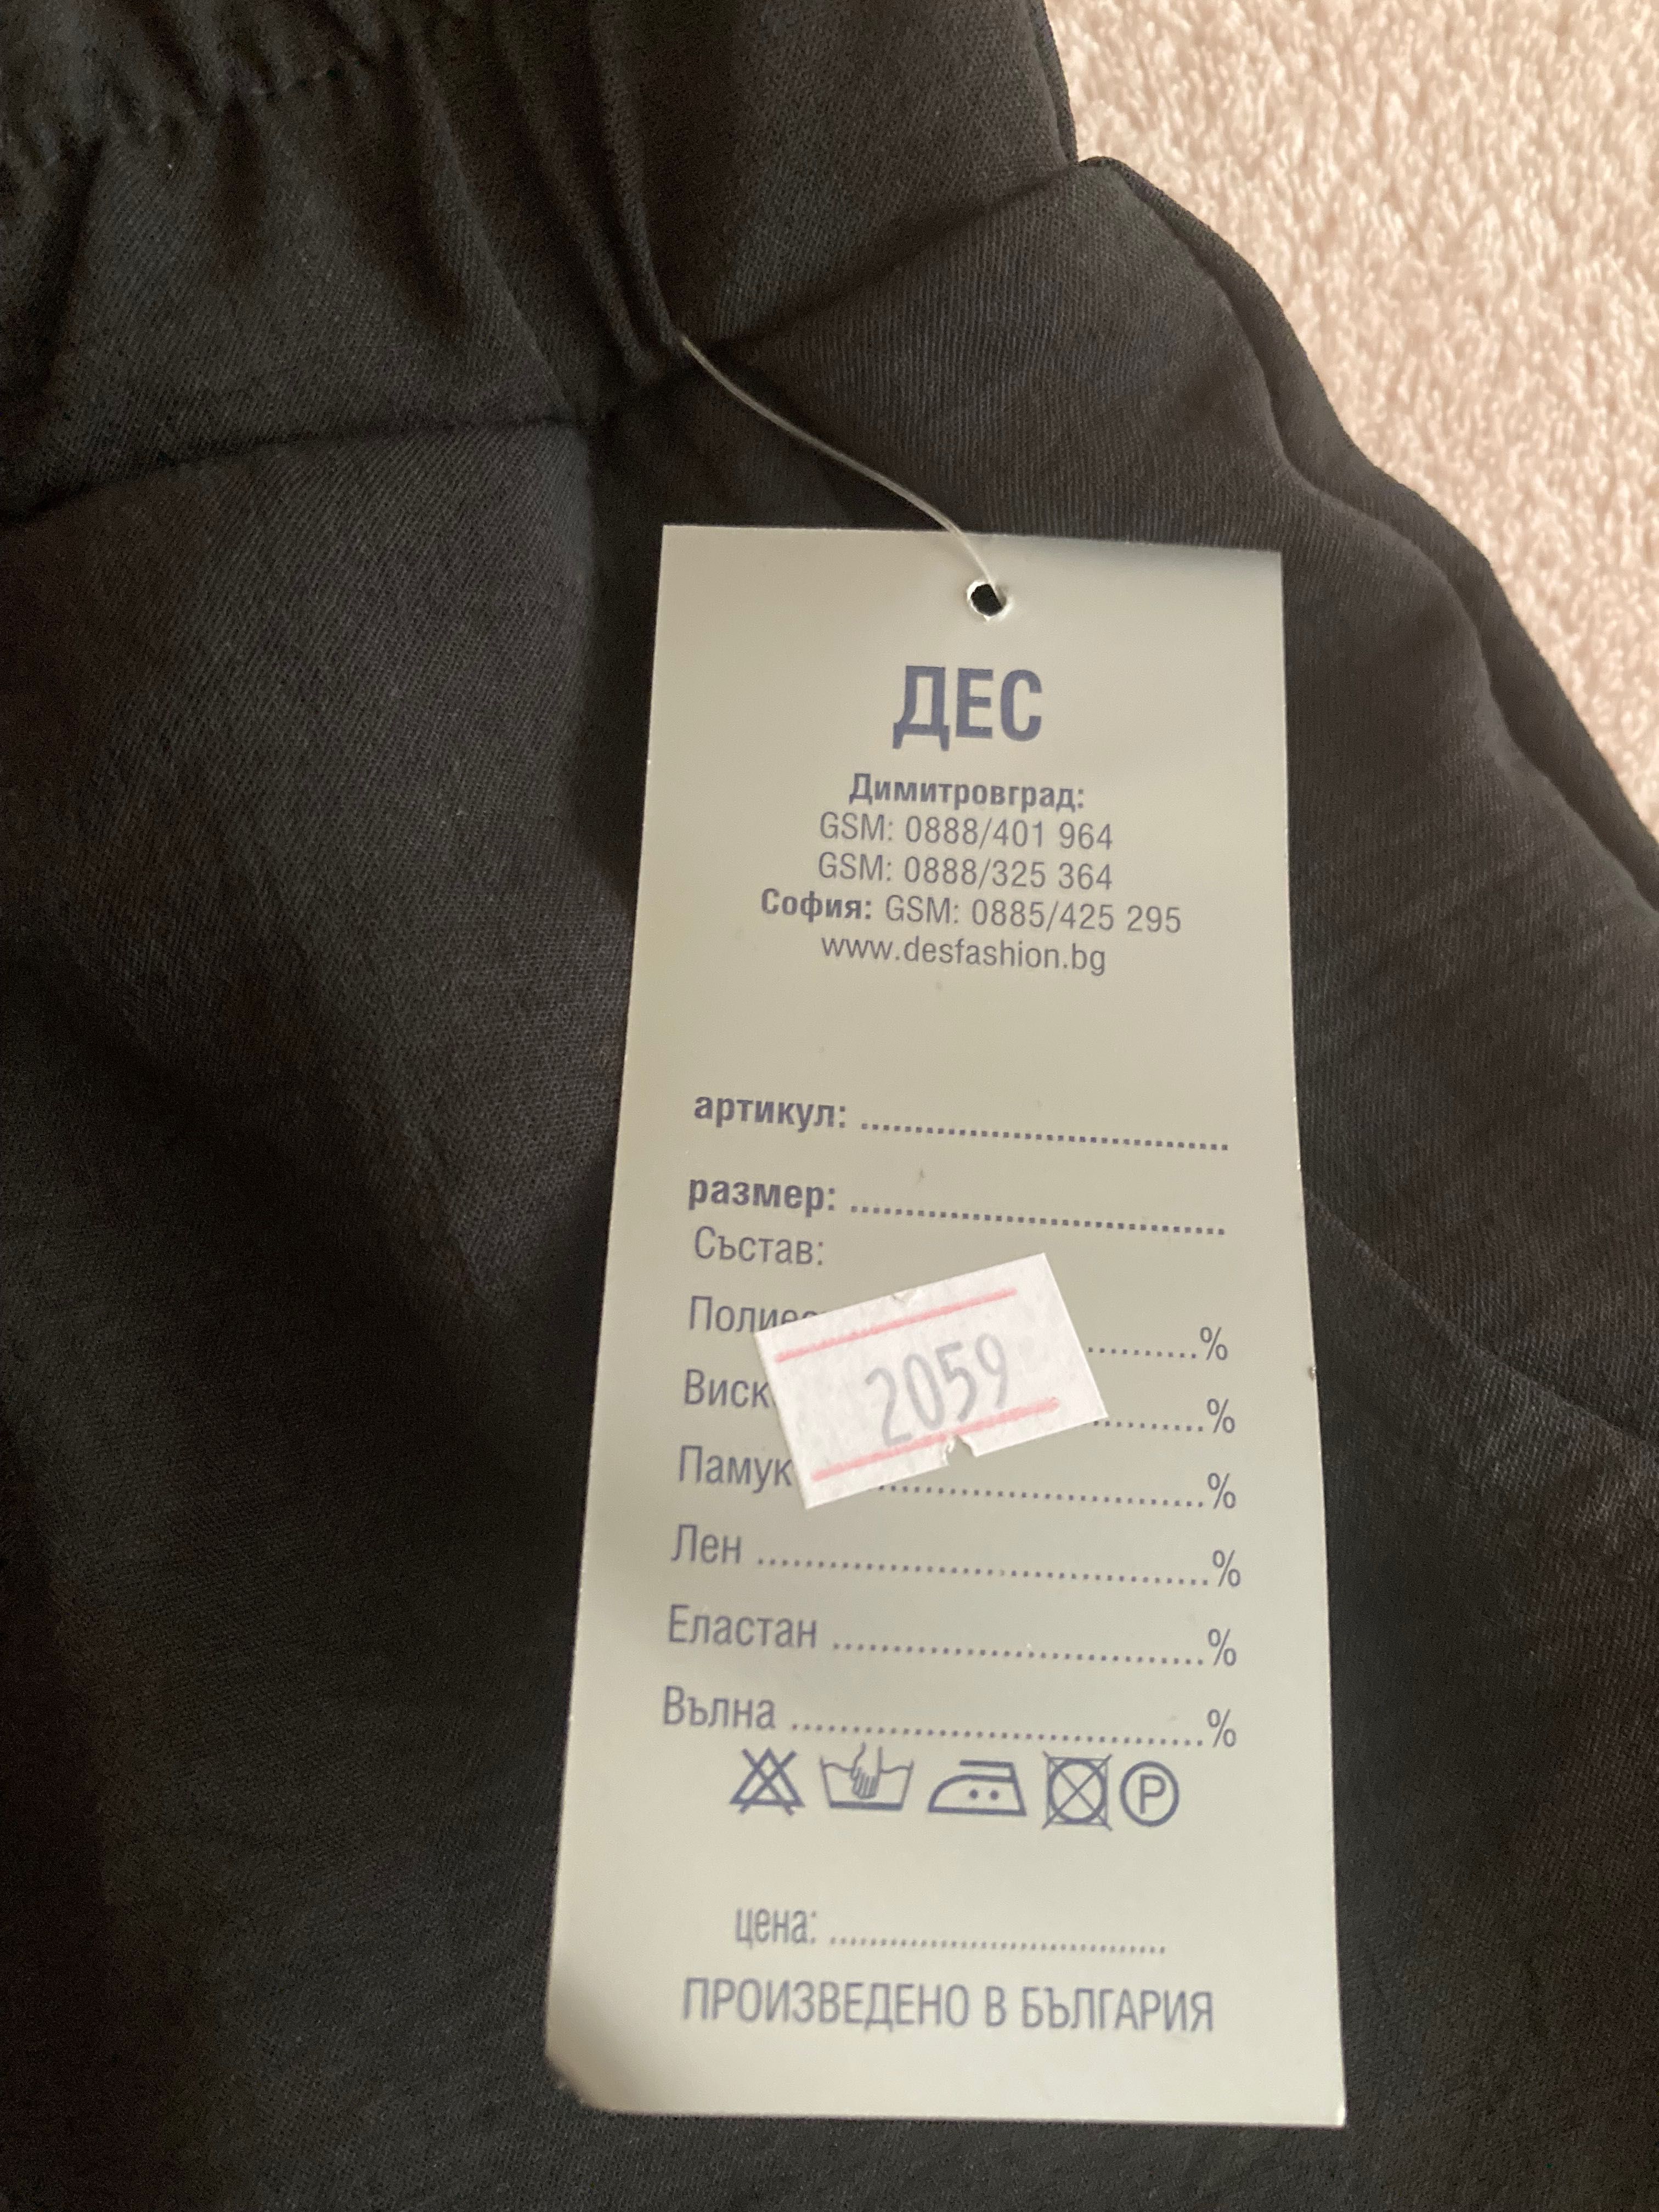 ДЕС
Димитровград:
GSM: 0888/401 964
GSM: 0888/325 364
София: GSM: 0885/425 295
www.desfashion.bg
артикул: ........................................
размер: ........................................
Състав:
..........%
2059
..........%
Памук ..............................%
Лен ........................................%
Еластан ..............................%
Вълна ..................................%
P
цена: ..................................
ПРОИЗВЕДЕНО В БЪЛГАРИЯ